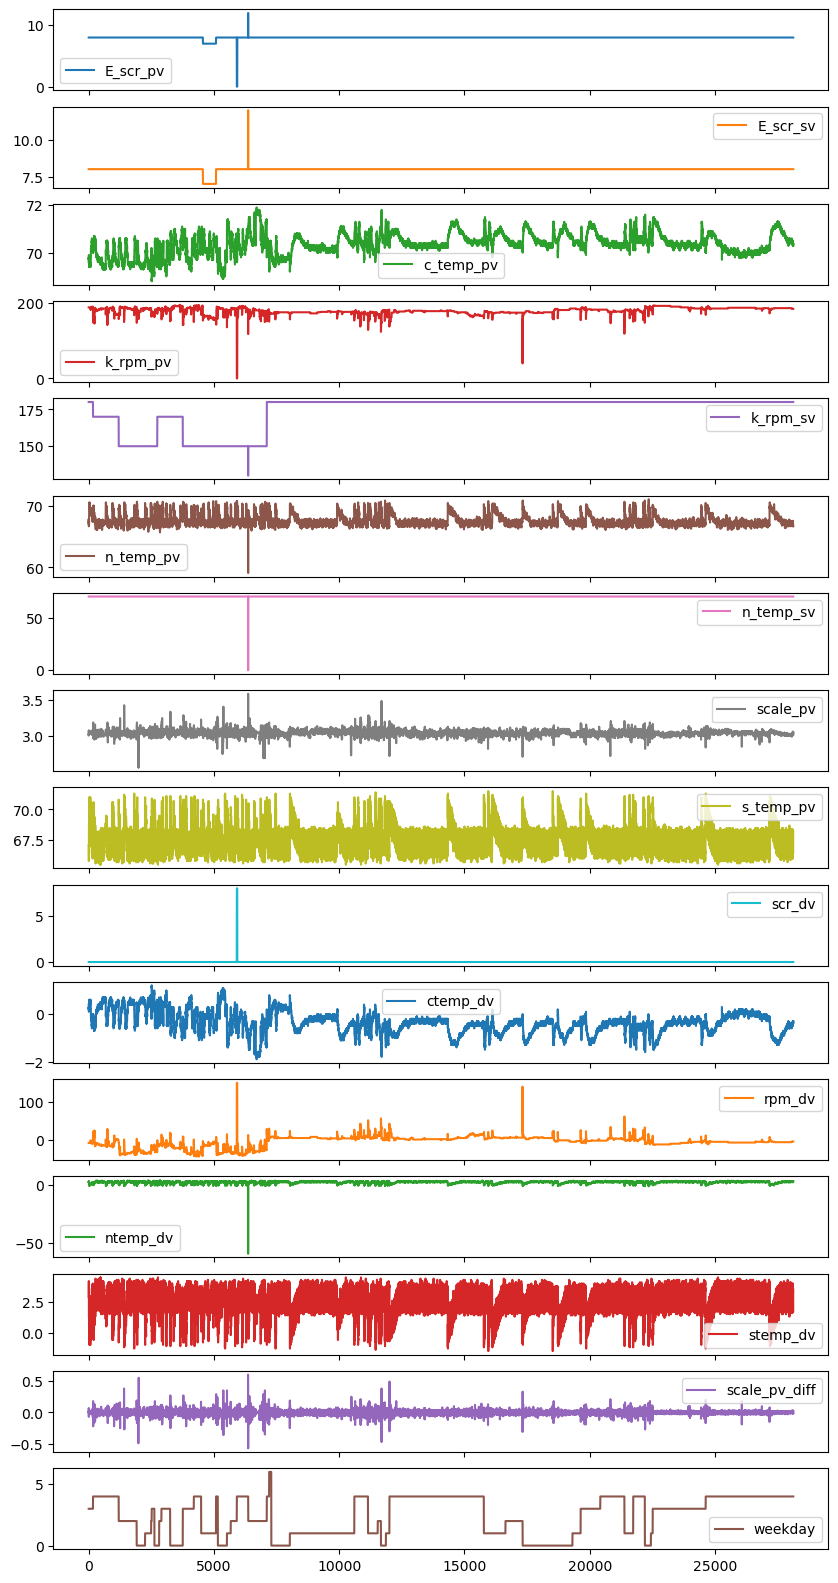 10
0
E_scr_pv
10.0
7.5
E_scr_sv
72
70
c_temp_pv
200
0
k_rpm_pv
175
150
k_rpm_sv
70
60
n_temp_pv
50
0
n_temp_sv
3.5
3.0
scale_pv
70.0
67.5
s_temp_pv
5
0
scr_dv
0
−2
ctemp_dv
100
0
rpm_dv
0
−50
ntemp_dv
2.5
0.0
stemp_dv
0.5
0.0
−0.5
scale_pv_diff
5
0
weekday
0 5000 10000 15000 20000 25000